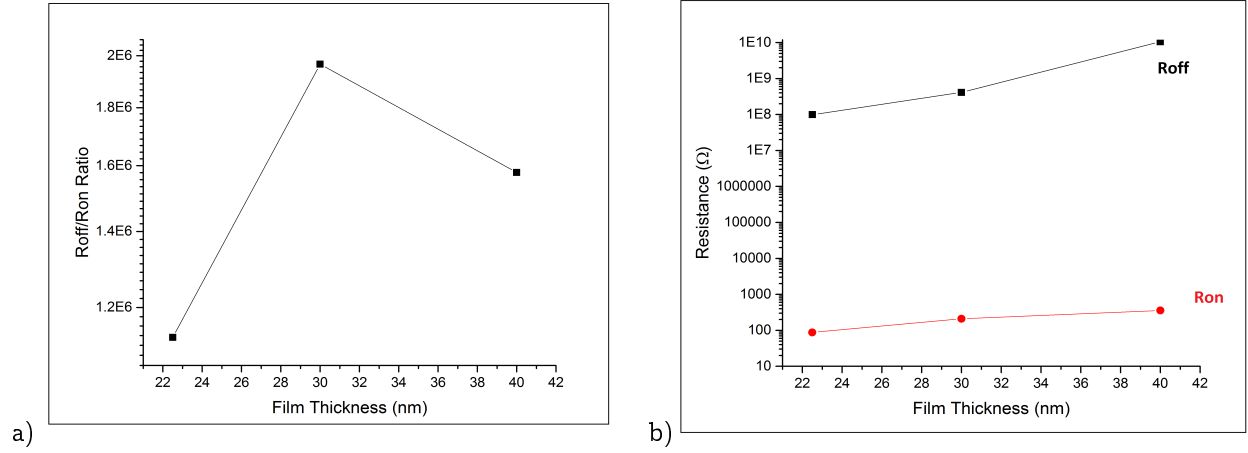 2E6
1.8E6
1.6E6
1.4E6
1.2E6
Roff/Ron Ratio
22 24 26 28 30 32 34 36 38 40 42
Film Thickness (nm)
a)
1E10
1E9
1E8
1E7
1000000
100000
10000
1000
100
10
Resistance (Ω)
Roff
Ron
22 24 26 28 30 32 34 36 38 40 42
Film Thickness (nm)
b)